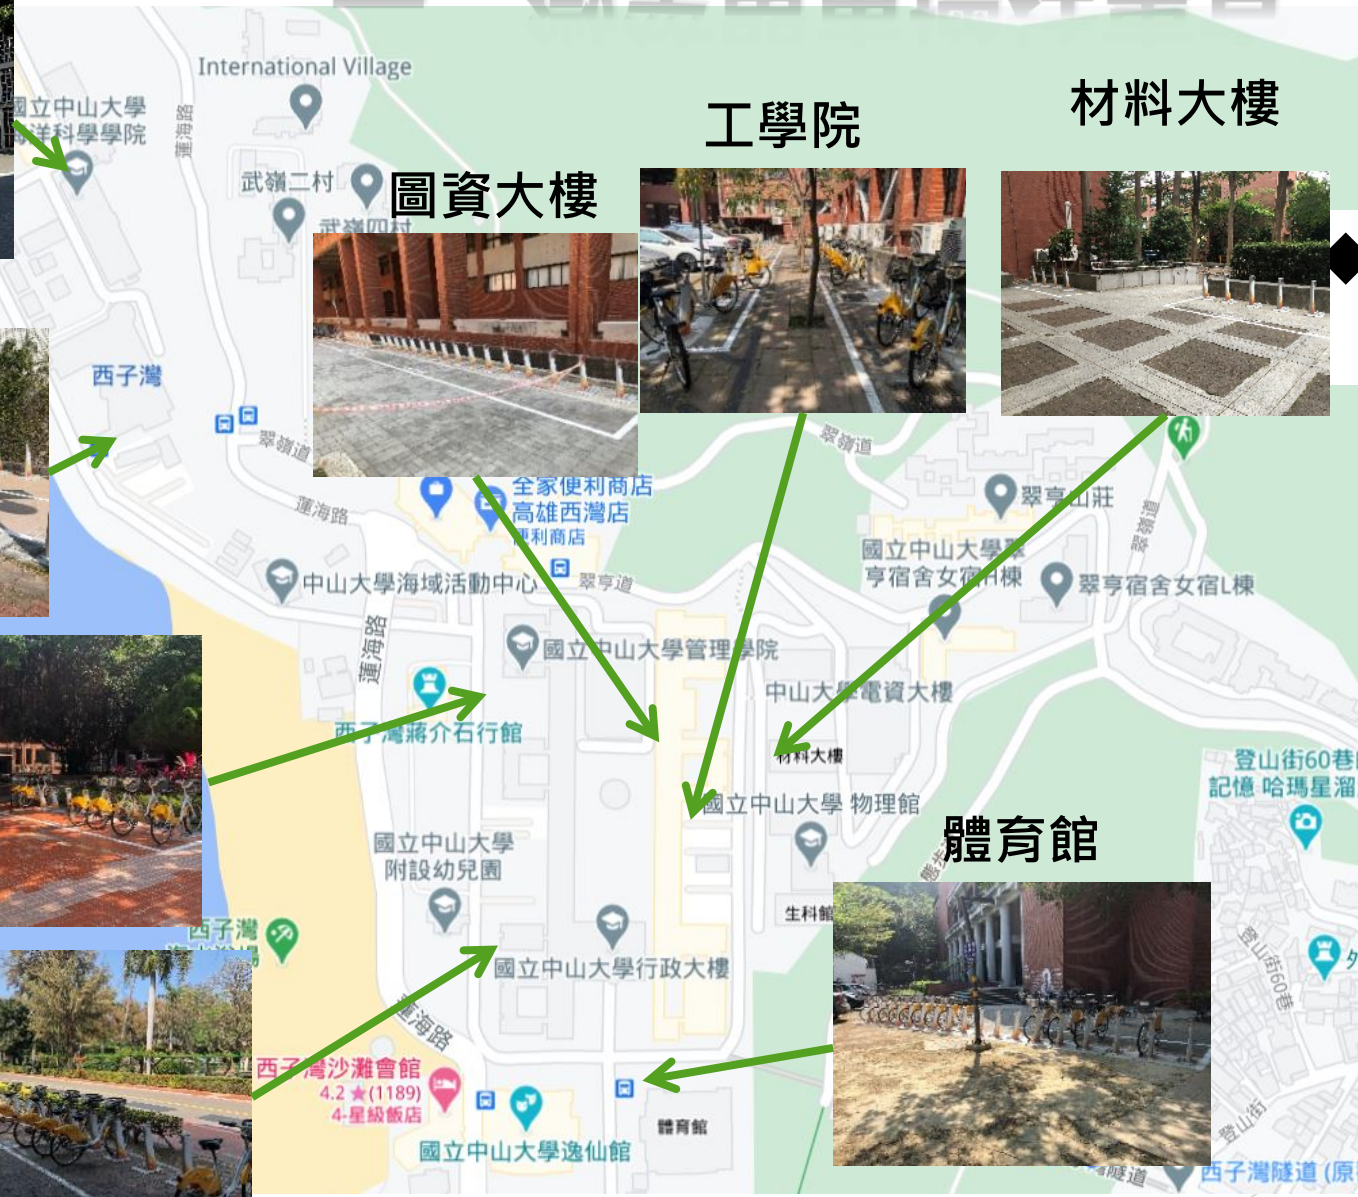 International Village
國立中山大學
海洋科學學院
蓮海路
工學院
材料大樓
武嶺二村
圖資大樓
武嶺四村
西子灣
翠嶺道
翠嶺道
全家便利商店
高雄西灣店
便利商店
蓮海路
翠亨山莊
翠嶺道
國立中山大學翠
亨宿舍女宿H棟
中山大學海域活動中心
翠亨道
翠亨宿舍女宿L棟
蓮海路
國立中山大學管理學院
中山大學電資大樓
西子灣蔣介石行館
材料大樓
登山街60巷
記憶 哈瑪星溜
國立中山大學 物理館
國立中山大學
附設幼兒園
體育館
生科館
西子灣
國立中山大學行政大樓
登山街60巷
蓮海路
西子灣沙灘會館
4.2 ★(1189)
4-星級飯店
體育館
國立中山大學逸仙館
登山街
隧道
西子灣隧道 (原